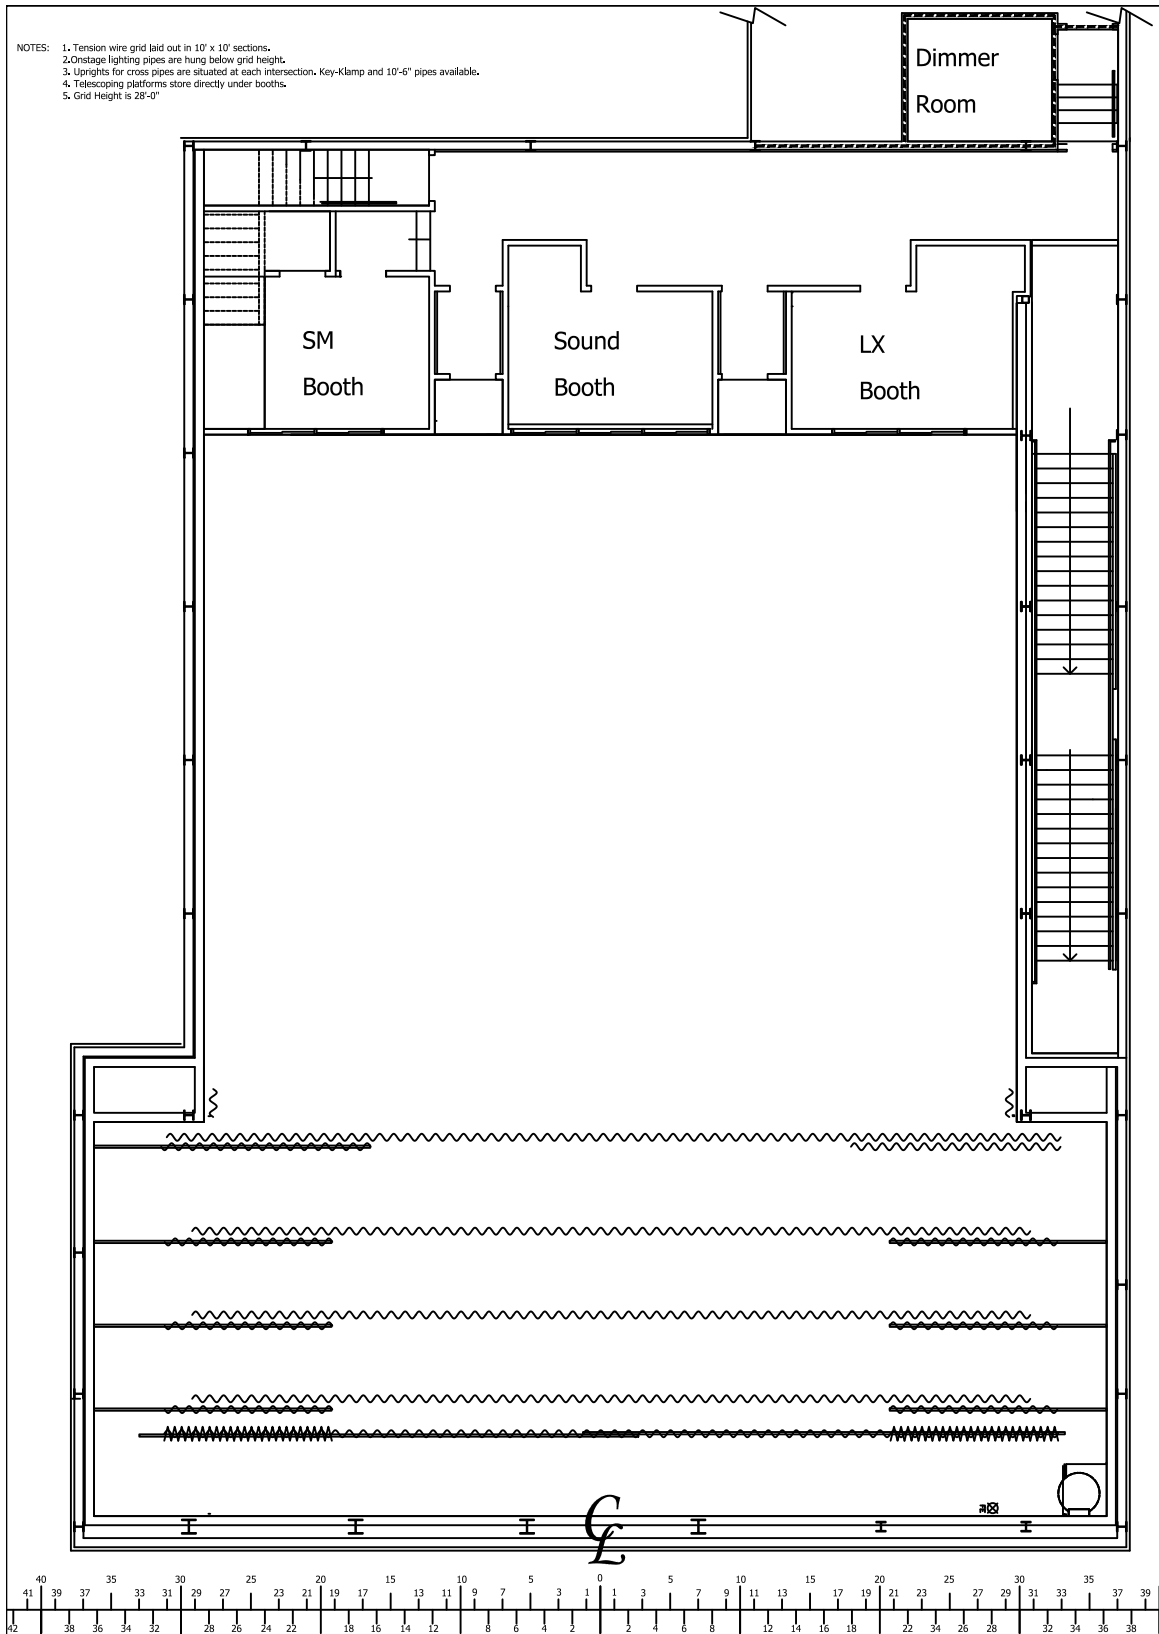 NOTES: 1. Tension wire grid laid out in 10' x 10' sections.
2.Onstage lighting pipes are hung below grid height.
3. Uprights for cross pipes are situated at each intersection. Key-Klamp and 10'-6" pipes available.
4. Telescoping platforms store directly under booths.
5. Grid Height is 28'-0"
Dimmer
Room
SM
Booth
Sound
Booth
LX
Booth
CL
40 35 30 25 20 15 10 5 0 5 10 15 20 25 30 35
41 39 37 33 31 29 27 23 21 19 17 13 11 9 7 3 1 1 3 7 9 11 13 17 19 21 23 27 29 31 33 37 39
42 38 36 34 32 28 26 24 22 18 16 14 12 8 6 4 2 2 4 6 8 12 14 16 18 22 34 26 28 32 34 36 38